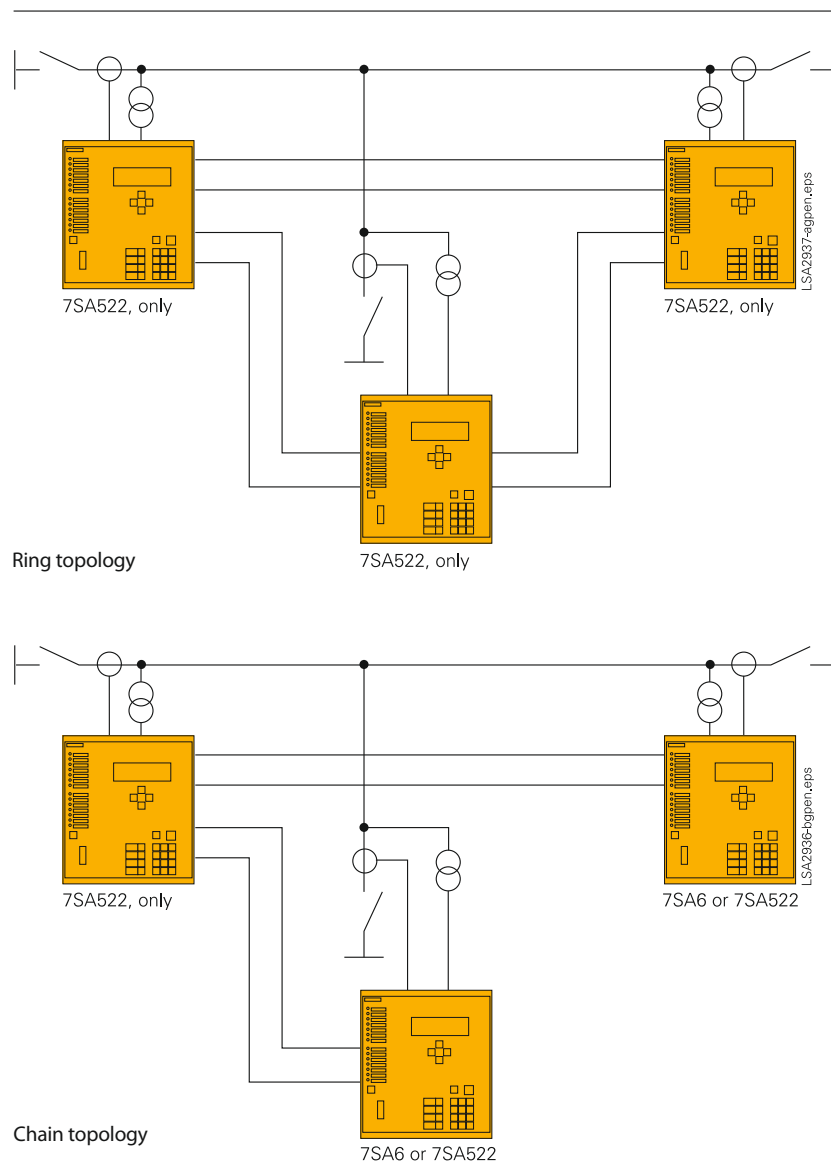 LSA2937-agpen.eps
7SA522, only
7SA522, only
7SA522, only
Ring topology
LSA2936-bgpen.eps
7SA522, only
7SA6 or 7SA522
7SA6 or 7SA522
Chain topology